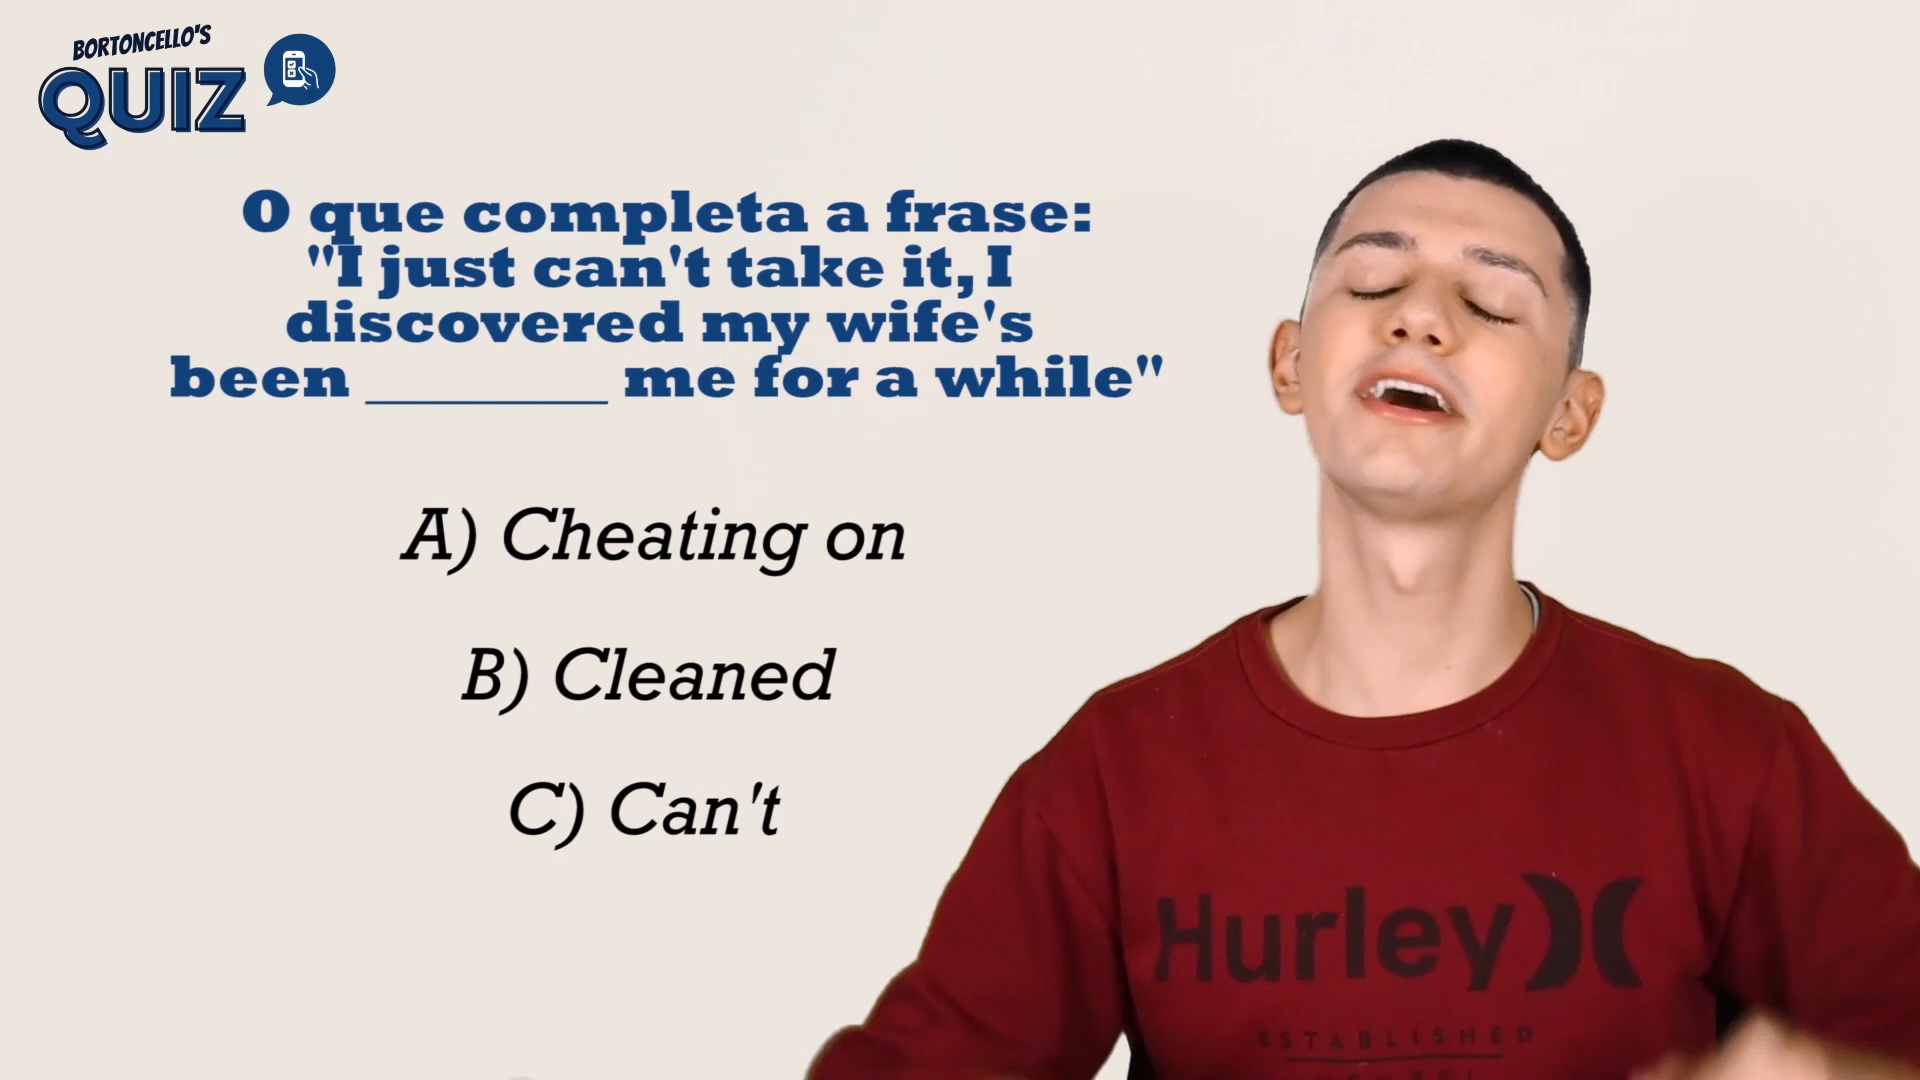 BORTONCELLO'S
QUIZ
O que completa a frase:
"I just can't take it, I
discovered my wife's
been ________ me for a while"
A) Cheating on
B) Cleaned
C) Can't
Hurley
ESTABLISHED